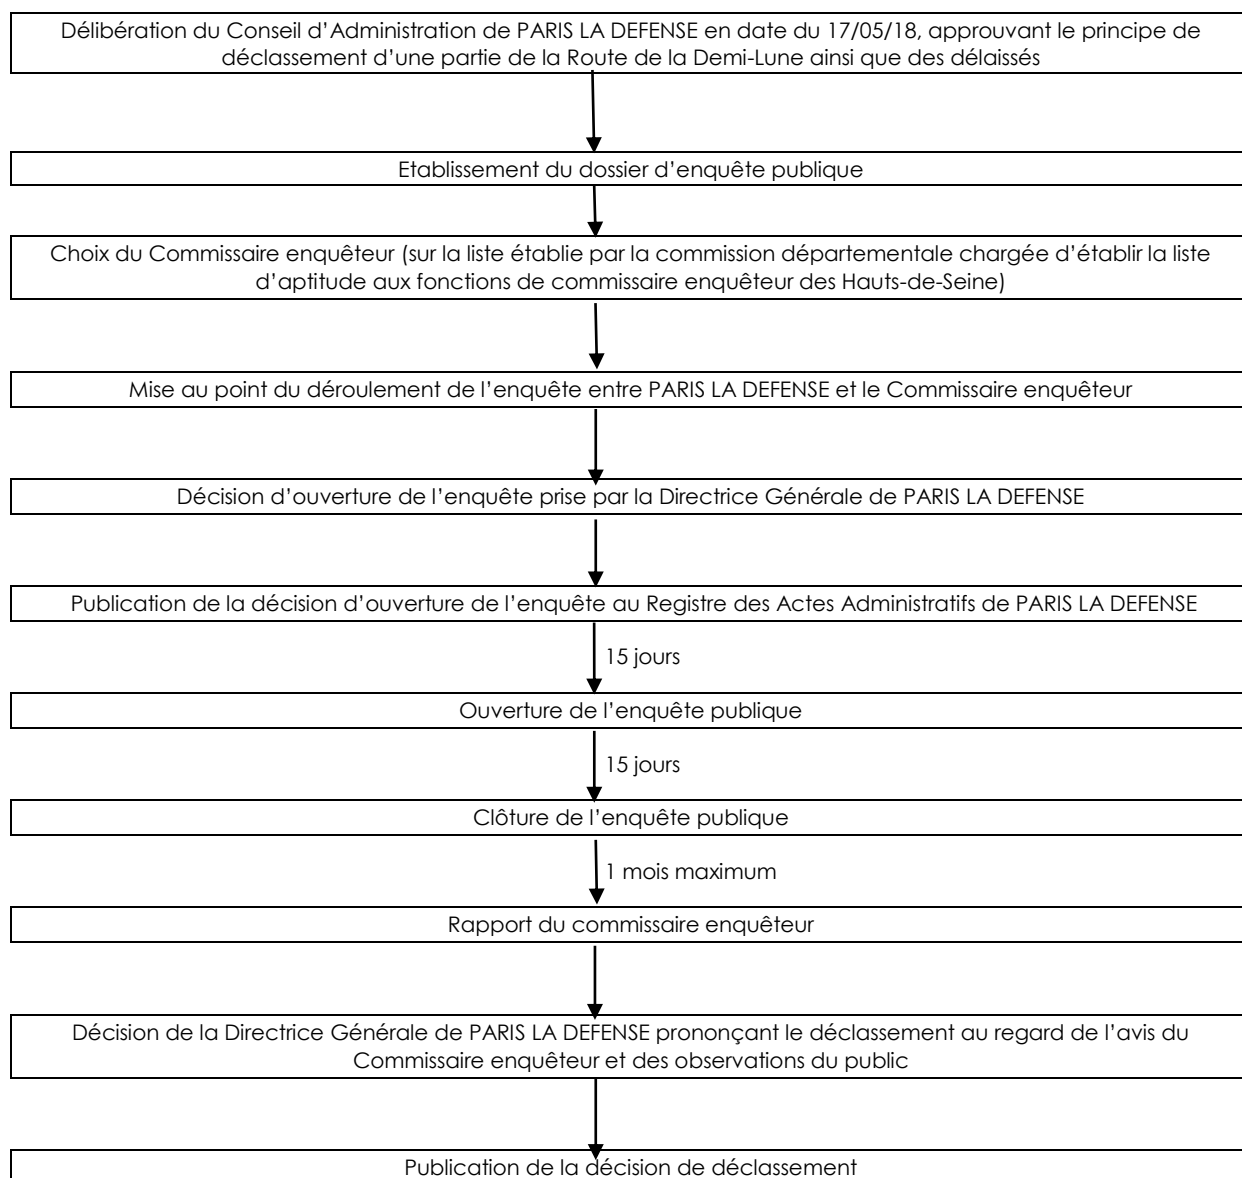 Délibération du Conseil d’Administration de PARIS LA DEFENSE en date du 17/05/18, approuvant le principe de
déclassement d’une partie de la Route de la Demi-Lune ainsi que des délaissés
Etablissement du dossier d’enquête publique
Choix du Commissaire enquêteur (sur la liste établie par la commission départementale chargée d’établir la liste
d’aptitude aux fonctions de commissaire enquêteur des Hauts-de-Seine)
Mise au point du déroulement de l’enquête entre PARIS LA DEFENSE et le Commissaire enquêteur
Décision d’ouverture de l’enquête prise par la Directrice Générale de PARIS LA DEFENSE
Publication de la décision d’ouverture de l’enquête au Registre des Actes Administratifs de PARIS LA DEFENSE
15 jours
Ouverture de l’enquête publique
15 jours
Clôture de l’enquête publique
1 mois maximum
Rapport du commissaire enquêteur
Décision de la Directrice Générale de PARIS LA DEFENSE prononçant le déclassement au regard de l’avis du
Commissaire enquêteur et des observations du public
Publication de la décision de déclassement